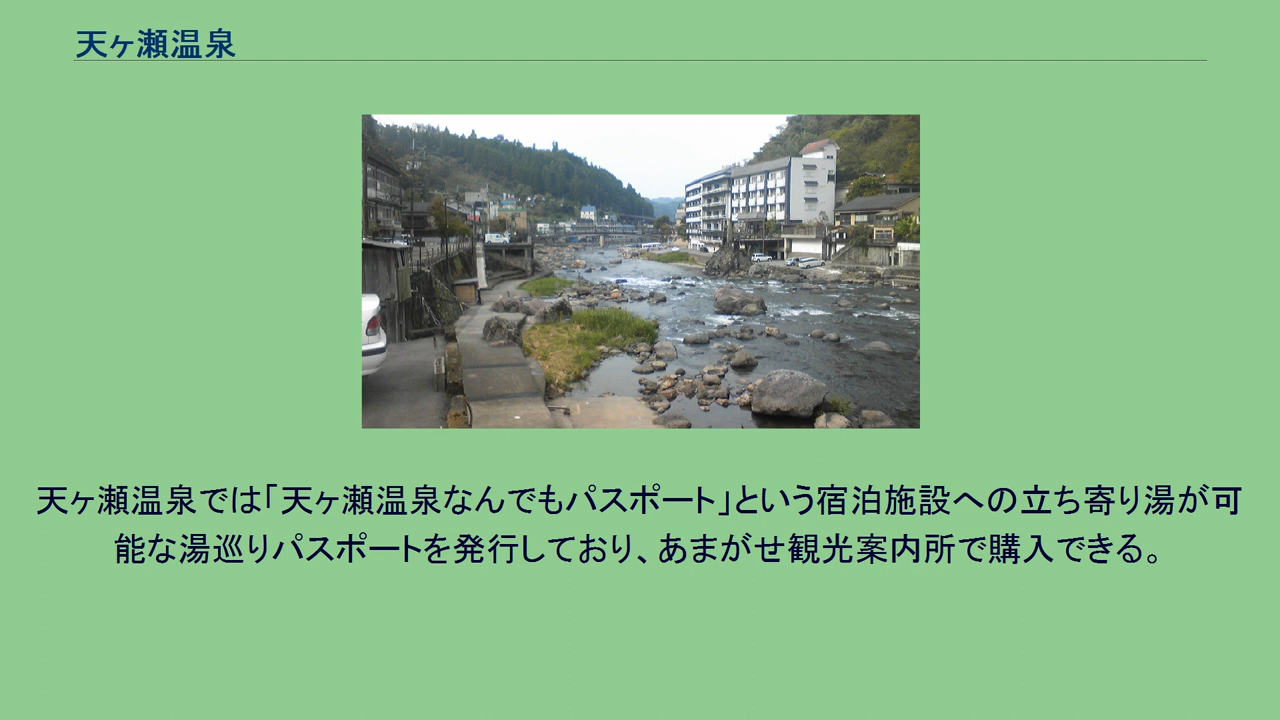 天ヶ瀬温泉
天ヶ瀬温泉では「天ヶ瀬温泉なんでもパスポート」という宿泊施設への立ち寄り湯が可
能な湯巡りパスポートを発行しており、あまがせ観光案内所で購入できる。